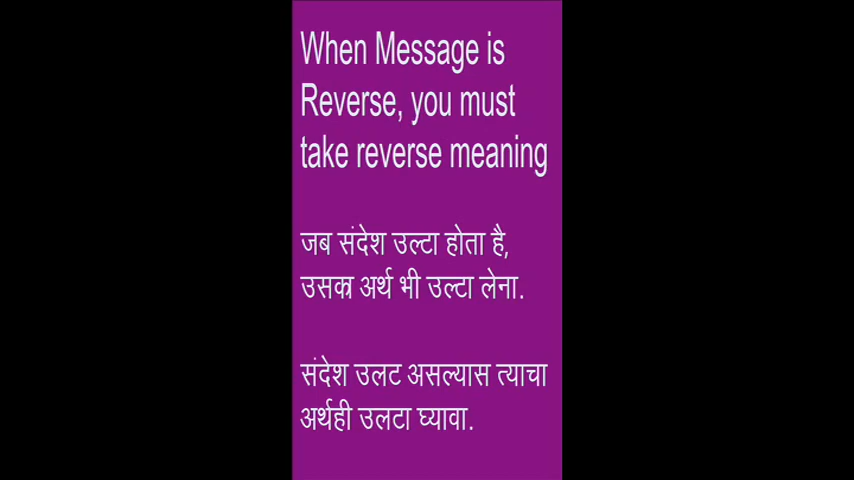 When Message is
Reverse, you must
take reverse meaning
जब संदेश उल्टा होता है,
उसका अर्थ भी उल्टा लेना.
संदेश उलट असल्यास त्याचा
अर्थही उलटा घ्यावा.